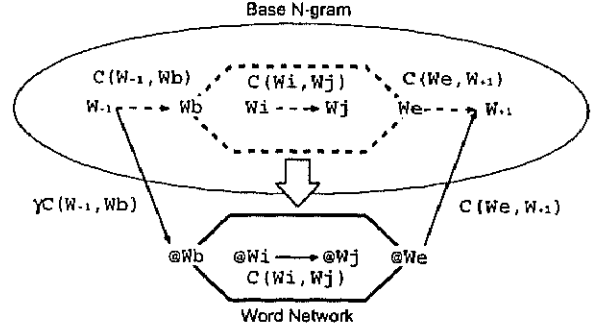 Base N-gram
C(W-1,Wb) C(Wi,Wj) C(We,W+1)
W-1 Wb Wi Wj We W+1
γC(W-1,Wb) C(We,W+1)
@Wb @Wi @Wj @We
C(Wi,Wj)
Word Network